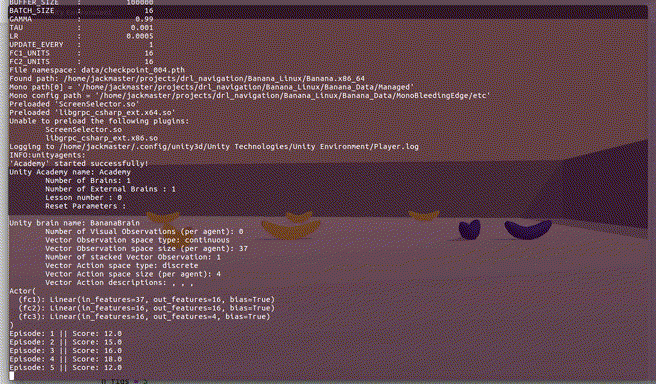 BUFFER_SIZE : 100000
BATCH_SIZE : 16
GAMMA : 0.99
TAU : 0.001
LR : 0.0005
UPDATE_EVERY : 1
FC1_UNITS : 16
FC2_UNITS : 16
File namespace: data/checkpoint_004.pth
Found path: /home/jackmaster/projects/drl_navigation/Banana_Linux/Banana.x86_64
Mono path[0] = '/home/jackmaster/projects/drl_navigation/Banana_Linux/Banana_Data/Managed'
Mono config path = '/home/jackmaster/projects/drl_navigation/Banana_Linux/Banana_Data/MonoBleedingEdge/etc'
Preloaded 'ScreenSelector.so'
Preloaded 'libgrpc_csharp_ext.x64.so'
Unable to preload the following plugins:
ScreenSelector.so
libgrpc_csharp_ext.x86.so
Logging to /home/jackmaster/.config/unity3d/Unity Technologies/Unity Environment/Player.log
INFO:unityagents:
'Academy' started successfully!
Unity Academy name: Academy
Number of Brains: 1
Number of External Brains : 1
Lesson number : 0
Reset Parameters :
Unity brain name: BananaBrain
Number of Visual Observations (per agent): 0
Vector Observation space type: continuous
Vector Observation space size (per agent): 37
Number of stacked Vector Observation: 1
Vector Action space type: discrete
Vector Action space size (per agent): 4
Vector Action descriptions: , , ,
Actor(
(fc1): Linear(in_features=37, out_features=16, bias=True)
(fc2): Linear(in_features=16, out_features=16, bias=True)
(fc3): Linear(in_features=16, out_features=4, bias=True)
)
Episode: 1 || Score: 12.0
Episode: 2 || Score: 15.0
Episode: 3 || Score: 16.0
Episode: 4 || Score: 18.0
Episode: 5 || Score: 12.0